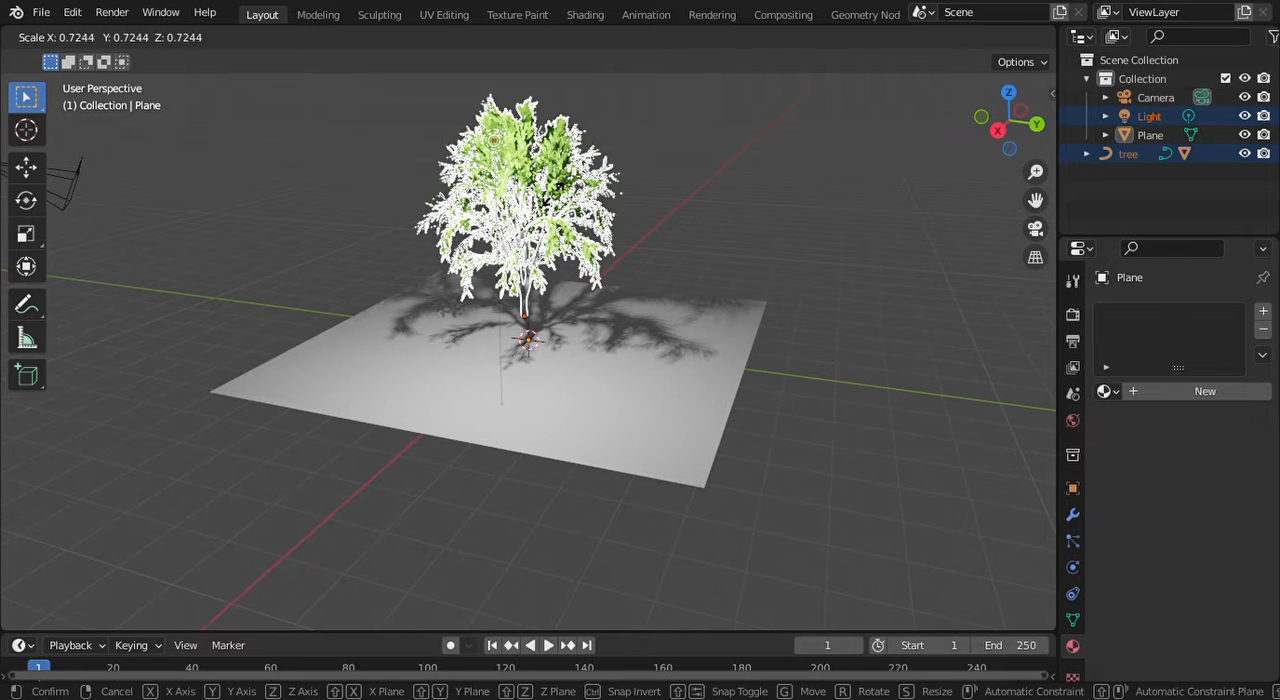 File Edit Render Window Help Layout Modeling Sculpting UV Editing Texture Paint Shading Animation Rendering Compositing Geometry Nod Scene ViewLayer
Scale X: 0.7244 Y: 0.7244 Z: 0.7244
Options
User Perspective
(1) Collection | Plane
Z
Y
X
Scene Collection
Collection
Camera
Light
Plane
tree
Plane
New
Playback Keying View Marker 1 Start 1 End 250
1 20 40 60 80 100 120 140 160 180 200 220 240
Confirm Cancel X X Axis Y Y Axis Z Z Axis X X Plane Y Y Plane Z Z Plane Ctrl Snap Invert Snap Toggle G Move R Rotate S Resize Automatic Constraint Automatic Constraint Plane